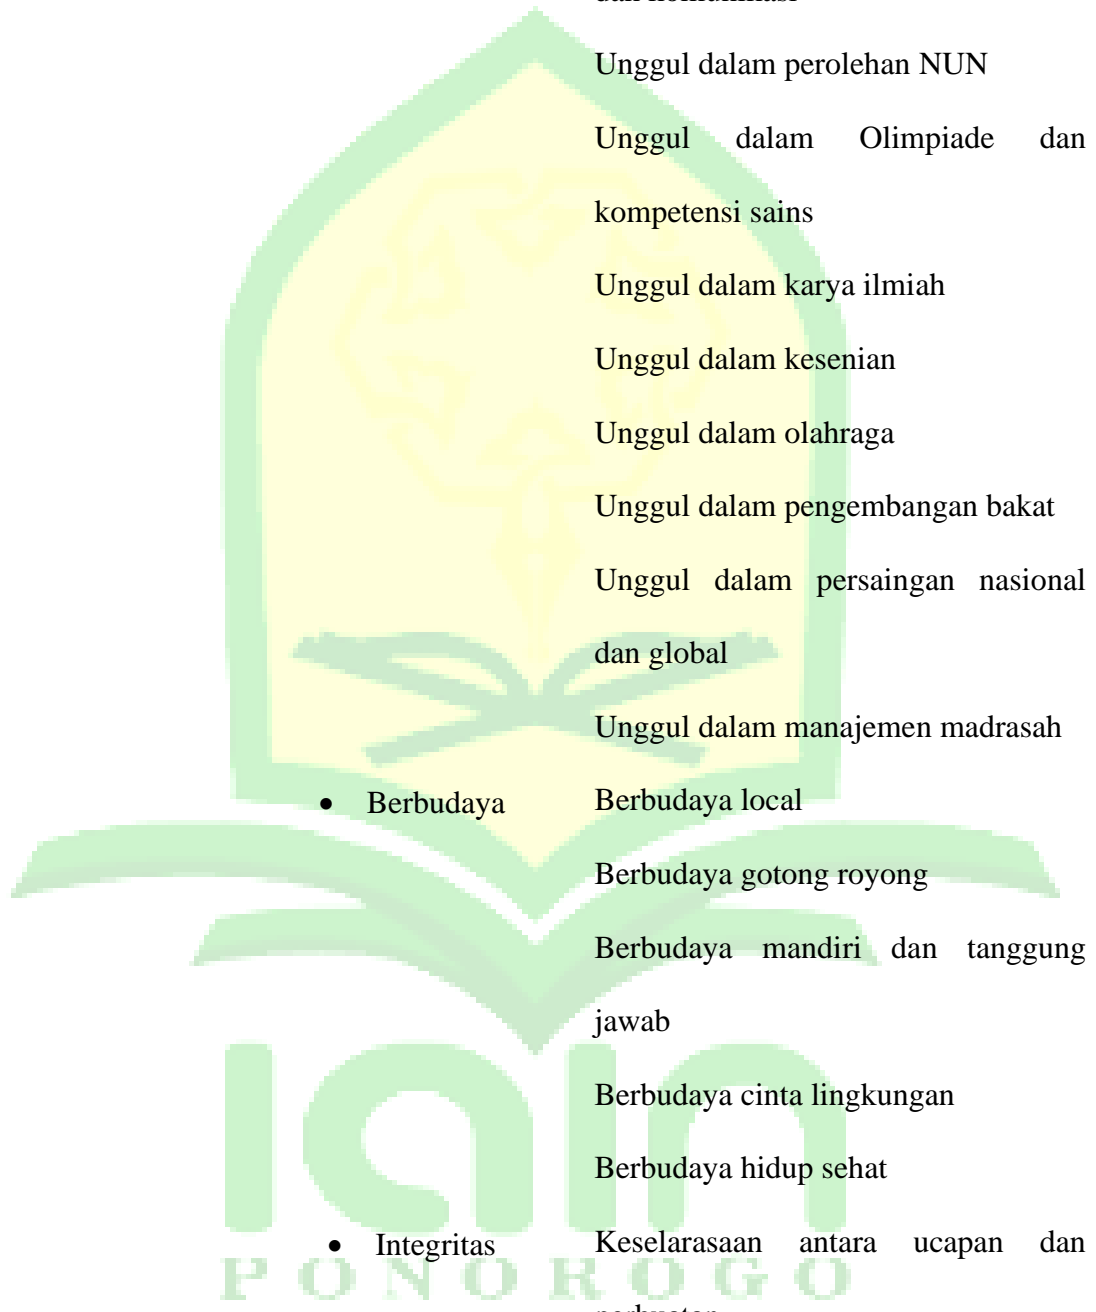 Unggul dalam perolehan NUN
Unggul dalam Olimpiade dan
kompetensi sains
Unggul dalam karya ilmiah
Unggul dalam kesenian
Unggul dalam olahraga
Unggul dalam pengembangan bakat
Unggul dalam persaingan nasional
dan global
Unggul dalam manajemen madrasah
• Berbudaya Berbudaya local
Berbudaya gotong royong
Berbudaya mandiri dan tanggung
jawab
Berbudaya cinta lingkungan
Berbudaya hidup sehat
• Integritas Keselarasaan antara ucapan dan
iain
PONOROGO